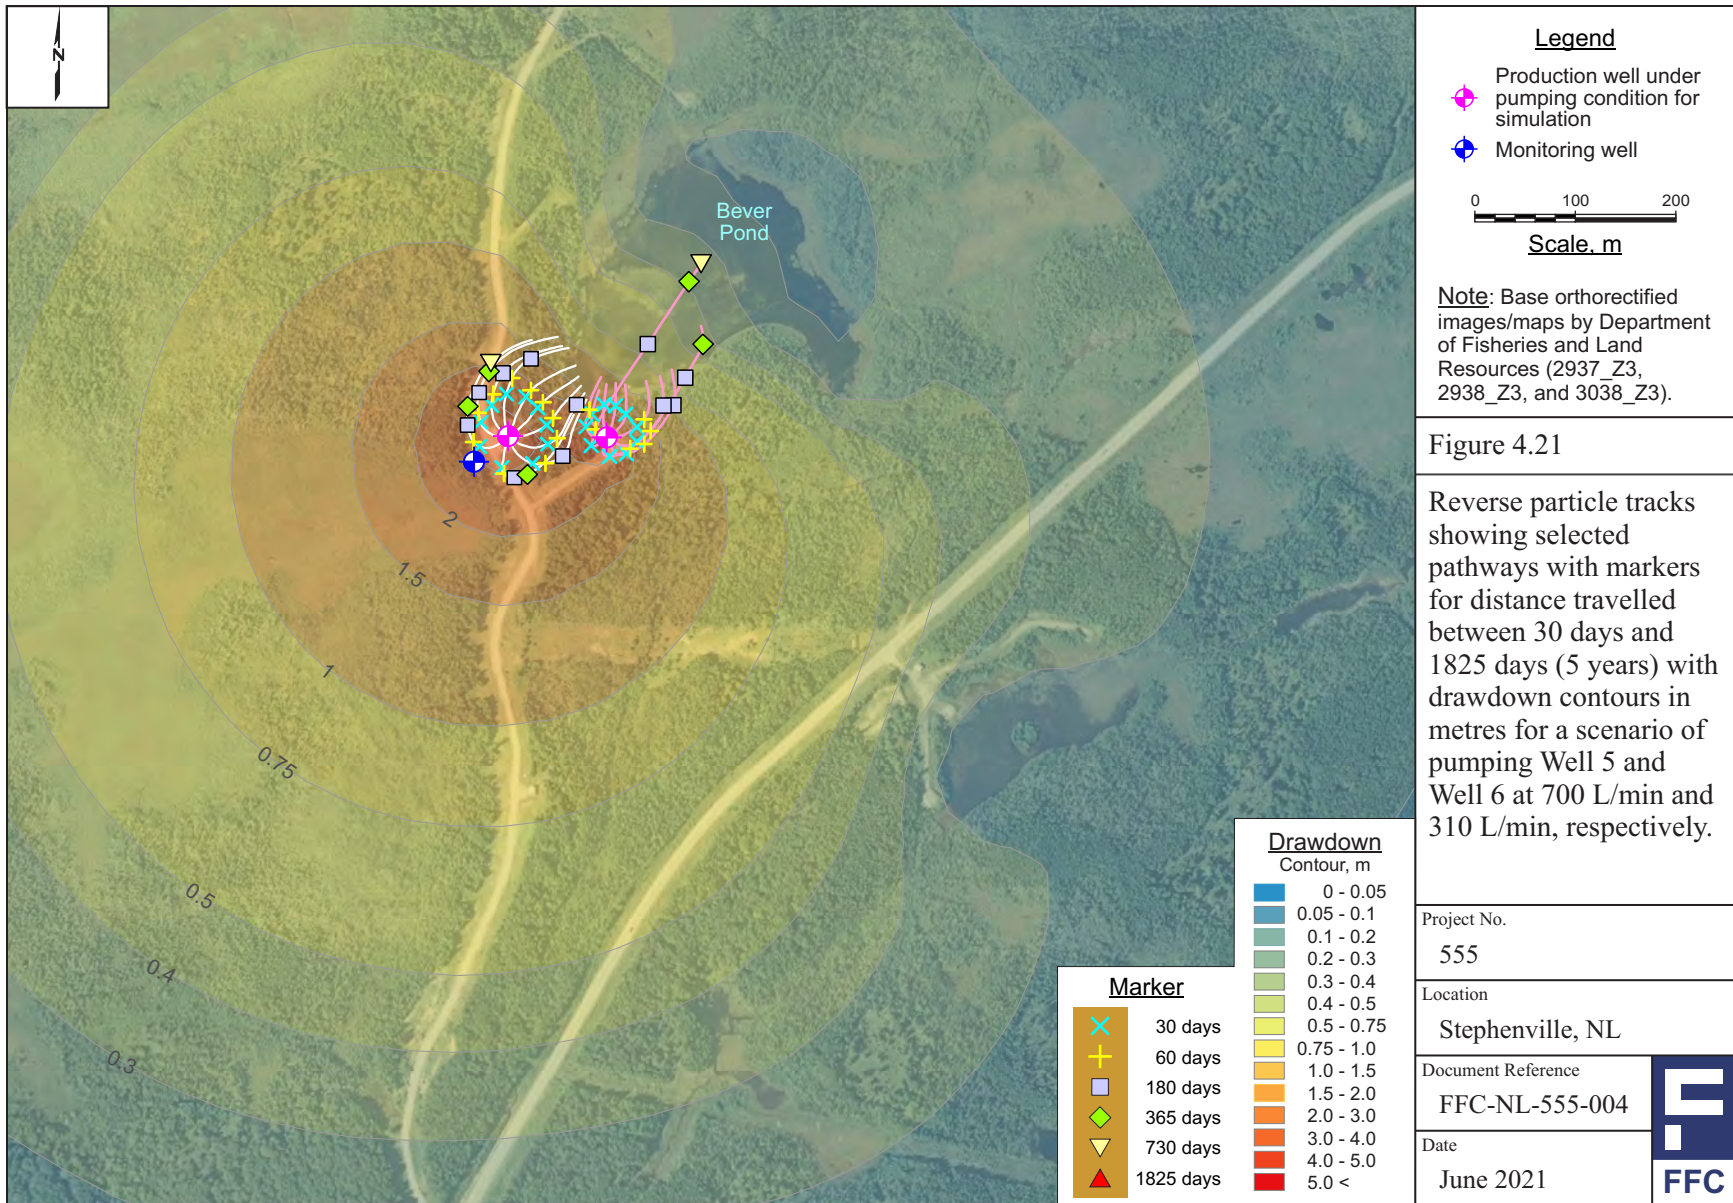 N
Bever
Pond
2
1.5
1
0.75
0.5
0.4
0.3
Marker
30 days
60 days
180 days
365 days
730 days
1825 days
Drawdown
Contour, m
0 - 0.05
0.05 - 0.1
0.1 - 0.2
0.2 - 0.3
0.3 - 0.4
0.4 - 0.5
0.5 - 0.75
0.75 - 1.0
1.0 - 1.5
1.5 - 2.0
2.0 - 3.0
3.0 - 4.0
4.0 - 5.0
5.0 <
Legend
Production well under
pumping condition for
simulation
Monitoring well
0 100 200
Scale, m
Note: Base orthorectified
images/maps by Department
of Fisheries and Land
Resources (2937_Z3,
2938_Z3, and 3038_Z3).
Figure 4.21
Reverse particle tracks
showing selected
pathways with markers
for distance travelled
between 30 days and
1825 days (5 years) with
drawdown contours in
metres for a scenario of
pumping Well 5 and
Well 6 at 700 L/min and
310 L/min, respectively.
Project No.
555
Location
Stephenville, NL
Document Reference
FFC-NL-555-004
Date
June 2021
FFC